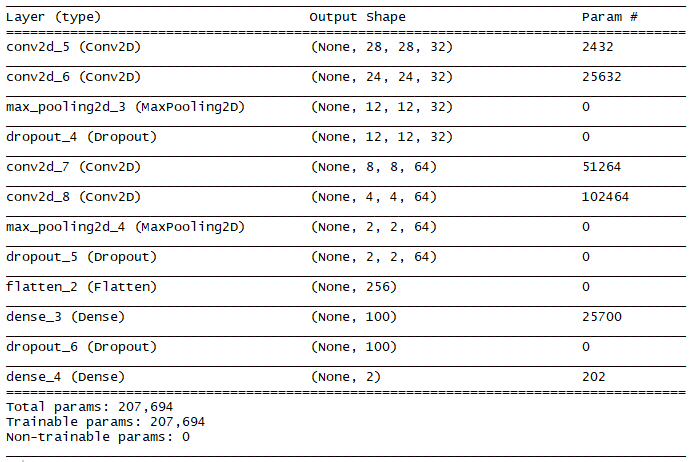 Layer (type) Output Shape Param #
conv2d_5 (Conv2D) (None, 28, 28, 32) 2432
conv2d_6 (Conv2D) (None, 24, 24, 32) 25632
max_pooling2d_3 (MaxPooling2D) (None, 12, 12, 32) 0
dropout_4 (Dropout) (None, 12, 12, 32) 0
conv2d_7 (Conv2D) (None, 8, 8, 64) 51264
conv2d_8 (Conv2D) (None, 4, 4, 64) 102464
max_pooling2d_4 (MaxPooling2D) (None, 2, 2, 64) 0
dropout_5 (Dropout) (None, 2, 2, 64) 0
flatten_2 (Flatten) (None, 256) 0
dense_3 (Dense) (None, 100) 25700
dropout_6 (Dropout) (None, 100) 0
dense_4 (Dense) (None, 2) 202
Total params: 207,694
Trainable params: 207,694
Non-trainable params: 0